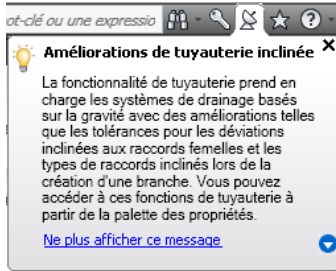 ot-clé ou une expressio
Améliorations de tuyauterie inclinée
La fonctionnalité de tuyauterie prend en
charge les systèmes de drainage basés
sur la gravité avec des améliorations telles
que les tolérances pour les déviations
inclinées aux raccords femelles et les
types de raccords inclinés lors de la
création d'une branche. Vous pouvez
accéder à ces fonctions de tuyauterie à
partir de la palette des propriétés.
Ne plus afficher ce message